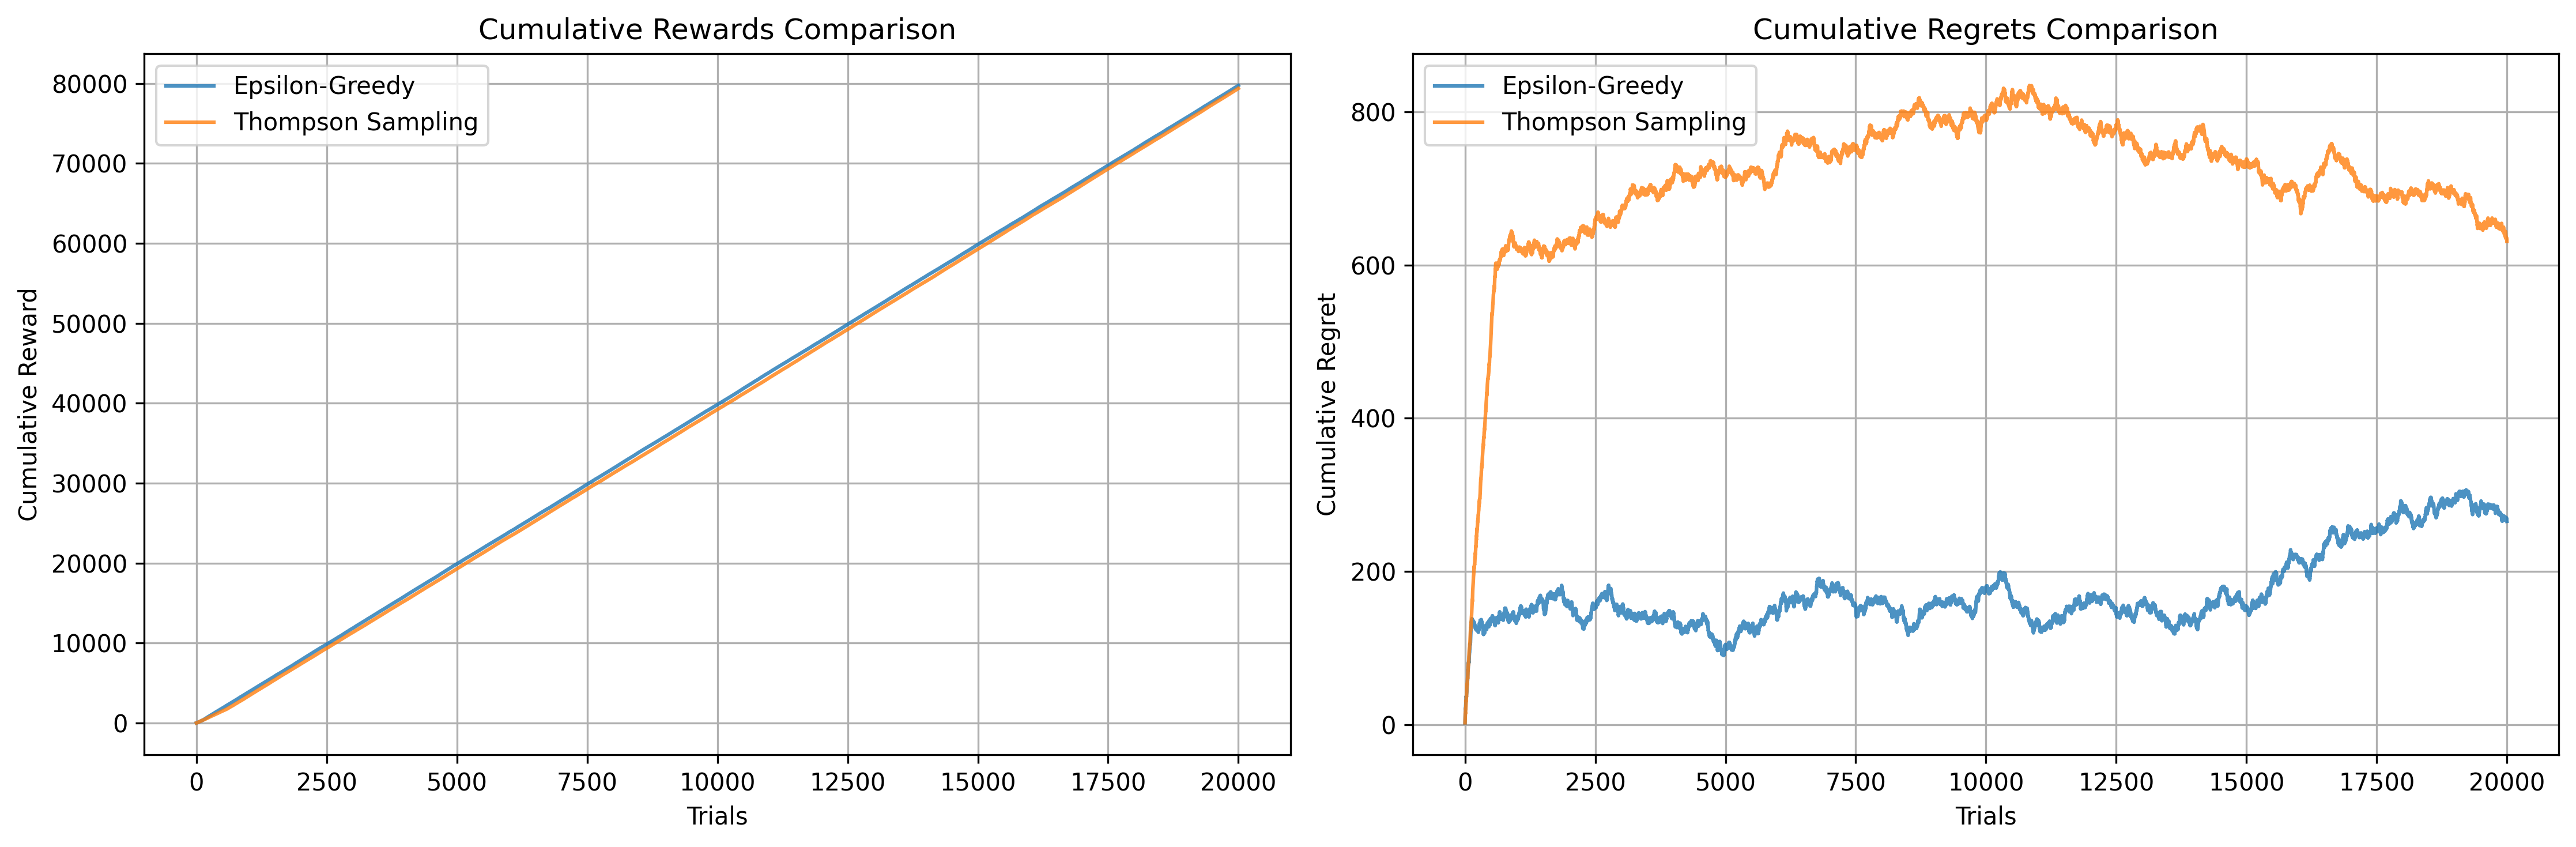 Cumulative Rewards Comparison
Epsilon-Greedy
Thompson Sampling
Cumulative Reward
80000
70000
60000
50000
40000
30000
20000
10000
0
0 2500 5000 7500 10000 12500 15000 17500 20000
Trials
Cumulative Regrets Comparison
Epsilon-Greedy
Thompson Sampling
Cumulative Regret
800
600
400
200
0
0 2500 5000 7500 10000 12500 15000 17500 20000
Trials